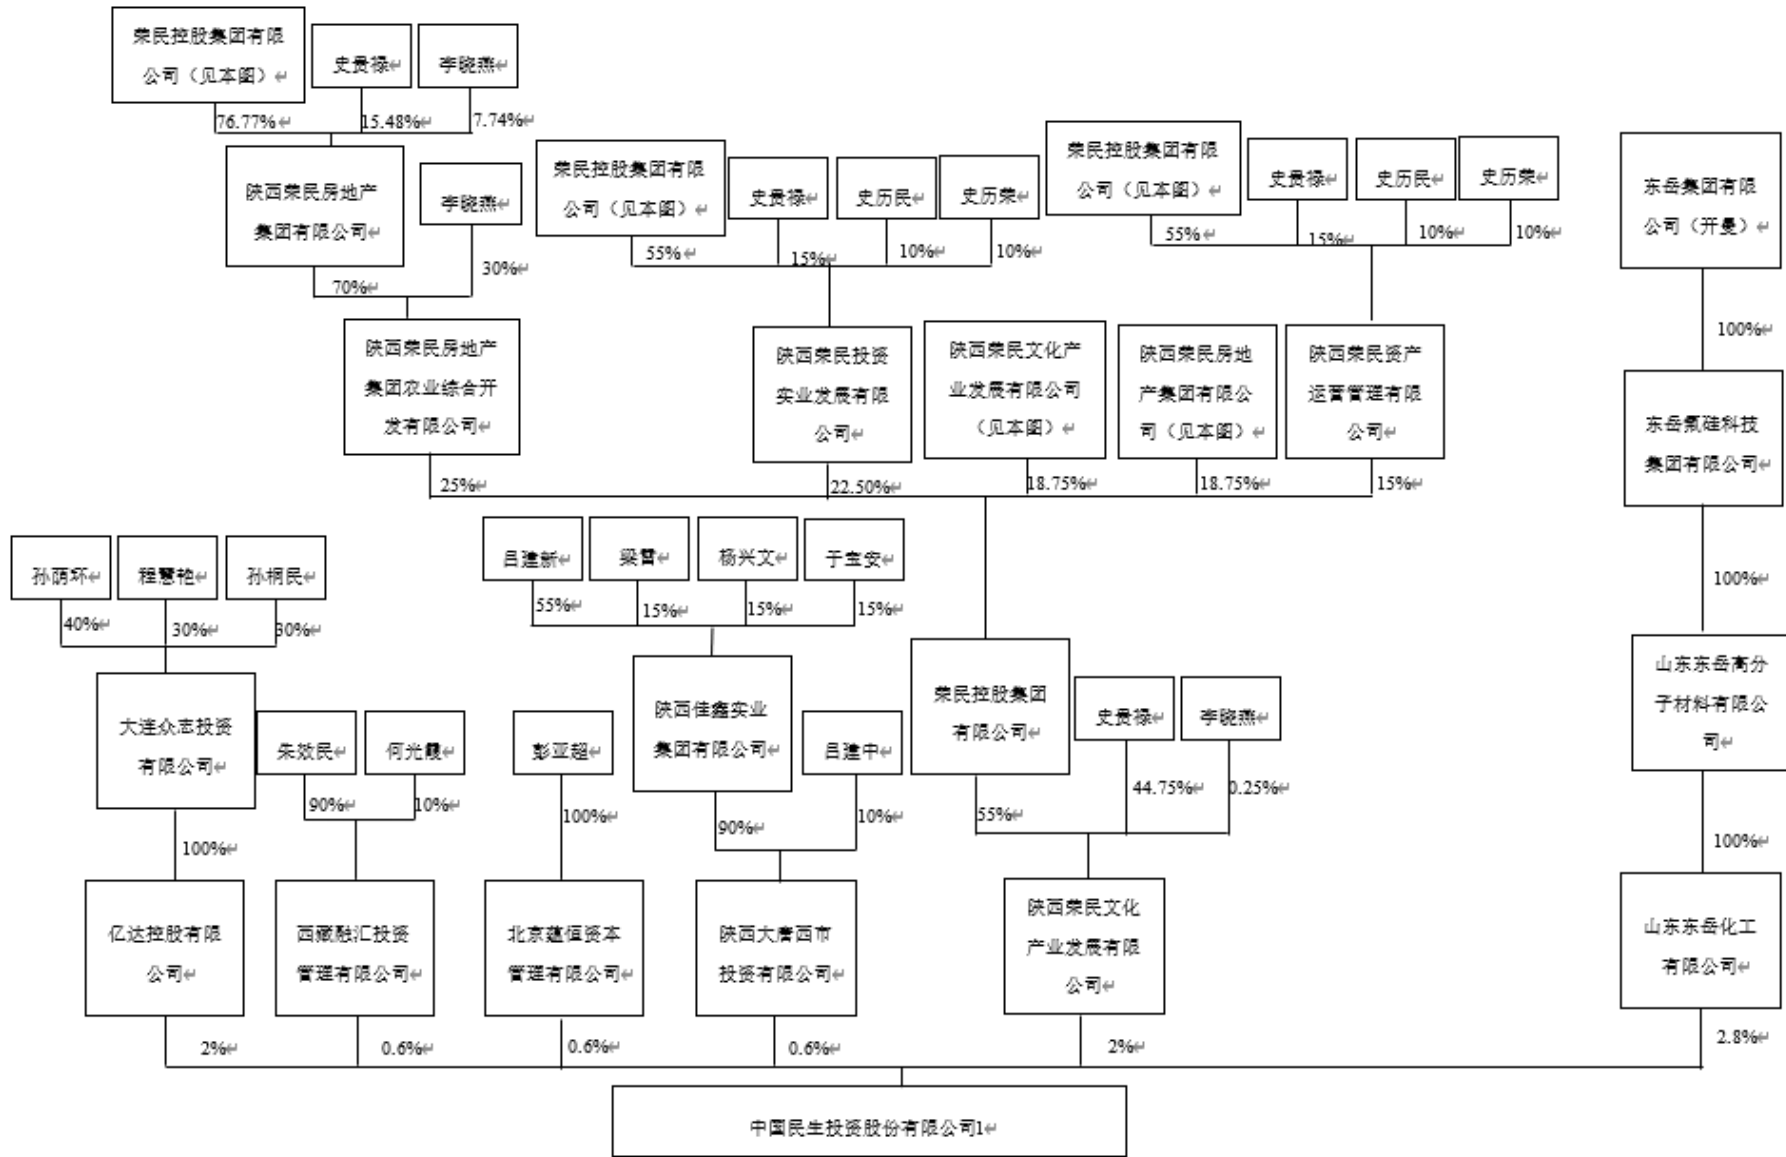 荣民控股集团有限
公司（见本图）
史贵禄
李晓燕
76.77%
15.48%
7.74%
陕西荣民房地产
集团有限公司
李晓燕
70%
30%
荣民控股集团有限
公司（见本图）
史贵禄
史历民
史历荣
55%
15%
10%
10%
荣民控股集团有限
公司（见本图）
史贵禄
史历民
史历荣
55%
15%
10%
10%
东岳集团有限
公司（开曼）
100%
陕西荣民房地产
集团农业综合开
发有限公司
陕西荣民投资
实业发展有限
公司
陕西荣民文化产
业发展有限公司
（见本图）
陕西荣民房地
产集团有限公
司（见本图）
陕西荣民资产
运营管理有限
公司
东岳氟硅科技
集团有限公司
25%
22.50%
18.75%
18.75%
15%
100%
孙荫环
程慧艳
孙桐民
40%
30%
30%
吕建新
梁雷
杨兴文
于宝安
55%
15%
15%
15%
大连众志投资
有限公司
朱效民
何光霞
90%
10%
彭亚超
陕西佳鑫实业
集团有限公司
吕建中
荣民控股集团
有限公司
史贵禄
李晓燕
山东东岳高分
子材料有限公
司
100%
100%
90%
10%
55%
44.75%
0.25%
100%
亿达控股有限
公司
西藏融汇投资
管理有限公司
北京蕴恒资本
管理有限公司
陕西大唐西市
投资有限公司
陕西荣民文化
产业发展有限
公司
山东东岳化工
有限公司
2%
0.6%
0.6%
0.6%
2%
2.8%
中国民生投资股份有限公司1